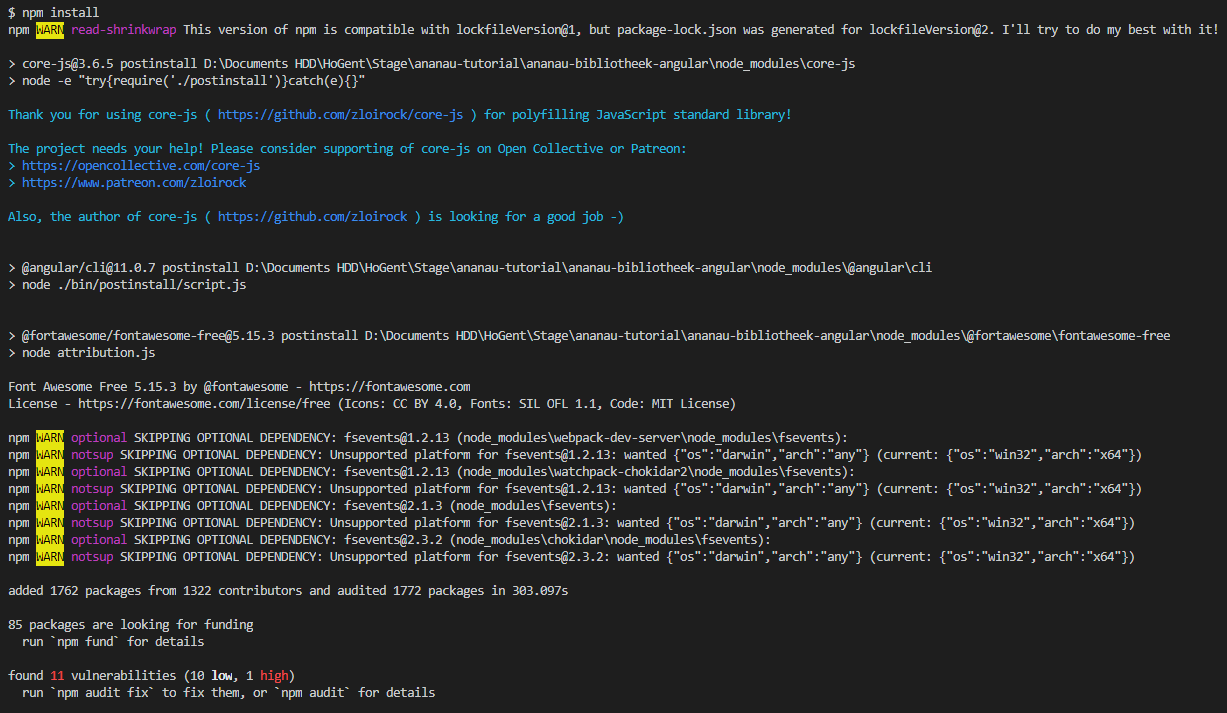 $ npm install
npm WARN read-shrinkwrap This version of npm is compatible with lockfileVersion@1, but package-lock.json was generated for lockfileVersion@2. I'll try to do my best with it!
> core-js@3.6.5 postinstall D:\Documents HDD\HoGent\Stage\ananau-tutorial\ananau-bibliotheek-angular\node_modules\core-js
> node -e "try{require('./postinstall')}catch(e){}"
Thank you for using core-js ( https://github.com/zloirock/core-js ) for polyfilling JavaScript standard library!
The project needs your help! Please consider supporting of core-js on Open Collective or Patreon:
> https://opencollective.com/core-js
> https://www.patreon.com/zloirock
Also, the author of core-js ( https://github.com/zloirock ) is looking for a good job -)
> @angular/cli@11.0.7 postinstall D:\Documents HDD\HoGent\Stage\ananau-tutorial\ananau-bibliotheek-angular\node_modules\@angular\cli
> node ./bin/postinstall/script.js
> @fortawesome/fontawesome-free@5.15.3 postinstall D:\Documents HDD\HoGent\Stage\ananau-tutorial\ananau-bibliotheek-angular\node_modules\@fortawesome\fontawesome-free
> node attribution.js
Font Awesome Free 5.15.3 by @fontawesome - https://fontawesome.com
License - https://fontawesome.com/license/free (Icons: CC BY 4.0, Fonts: SIL OFL 1.1, Code: MIT License)
npm WARN optional SKIPPING OPTIONAL DEPENDENCY: fsevents@1.2.13 (node_modules\webpack-dev-server\node_modules\fsevents):
npm WARN notsup SKIPPING OPTIONAL DEPENDENCY: Unsupported platform for fsevents@1.2.13: wanted {"os":"darwin","arch":"any"} (current: {"os":"win32","arch":"x64"})
npm WARN optional SKIPPING OPTIONAL DEPENDENCY: fsevents@1.2.13 (node_modules\watchpack-chokidar2\node_modules\fsevents):
npm WARN notsup SKIPPING OPTIONAL DEPENDENCY: Unsupported platform for fsevents@1.2.13: wanted {"os":"darwin","arch":"any"} (current: {"os":"win32","arch":"x64"})
npm WARN optional SKIPPING OPTIONAL DEPENDENCY: fsevents@2.1.3 (node_modules\fsevents):
npm WARN notsup SKIPPING OPTIONAL DEPENDENCY: Unsupported platform for fsevents@2.1.3: wanted {"os":"darwin","arch":"any"} (current: {"os":"win32","arch":"x64"})
npm WARN optional SKIPPING OPTIONAL DEPENDENCY: fsevents@2.3.2 (node_modules\chokidar\node_modules\fsevents):
npm WARN notsup SKIPPING OPTIONAL DEPENDENCY: Unsupported platform for fsevents@2.3.2: wanted {"os":"darwin","arch":"any"} (current: {"os":"win32","arch":"x64"})
added 1762 packages from 1322 contributors and audited 1772 packages in 303.097s
85 packages are looking for funding
run `npm fund` for details
found 11 vulnerabilities (10 low, 1 high)
run `npm audit fix` to fix them, or `npm audit` for details